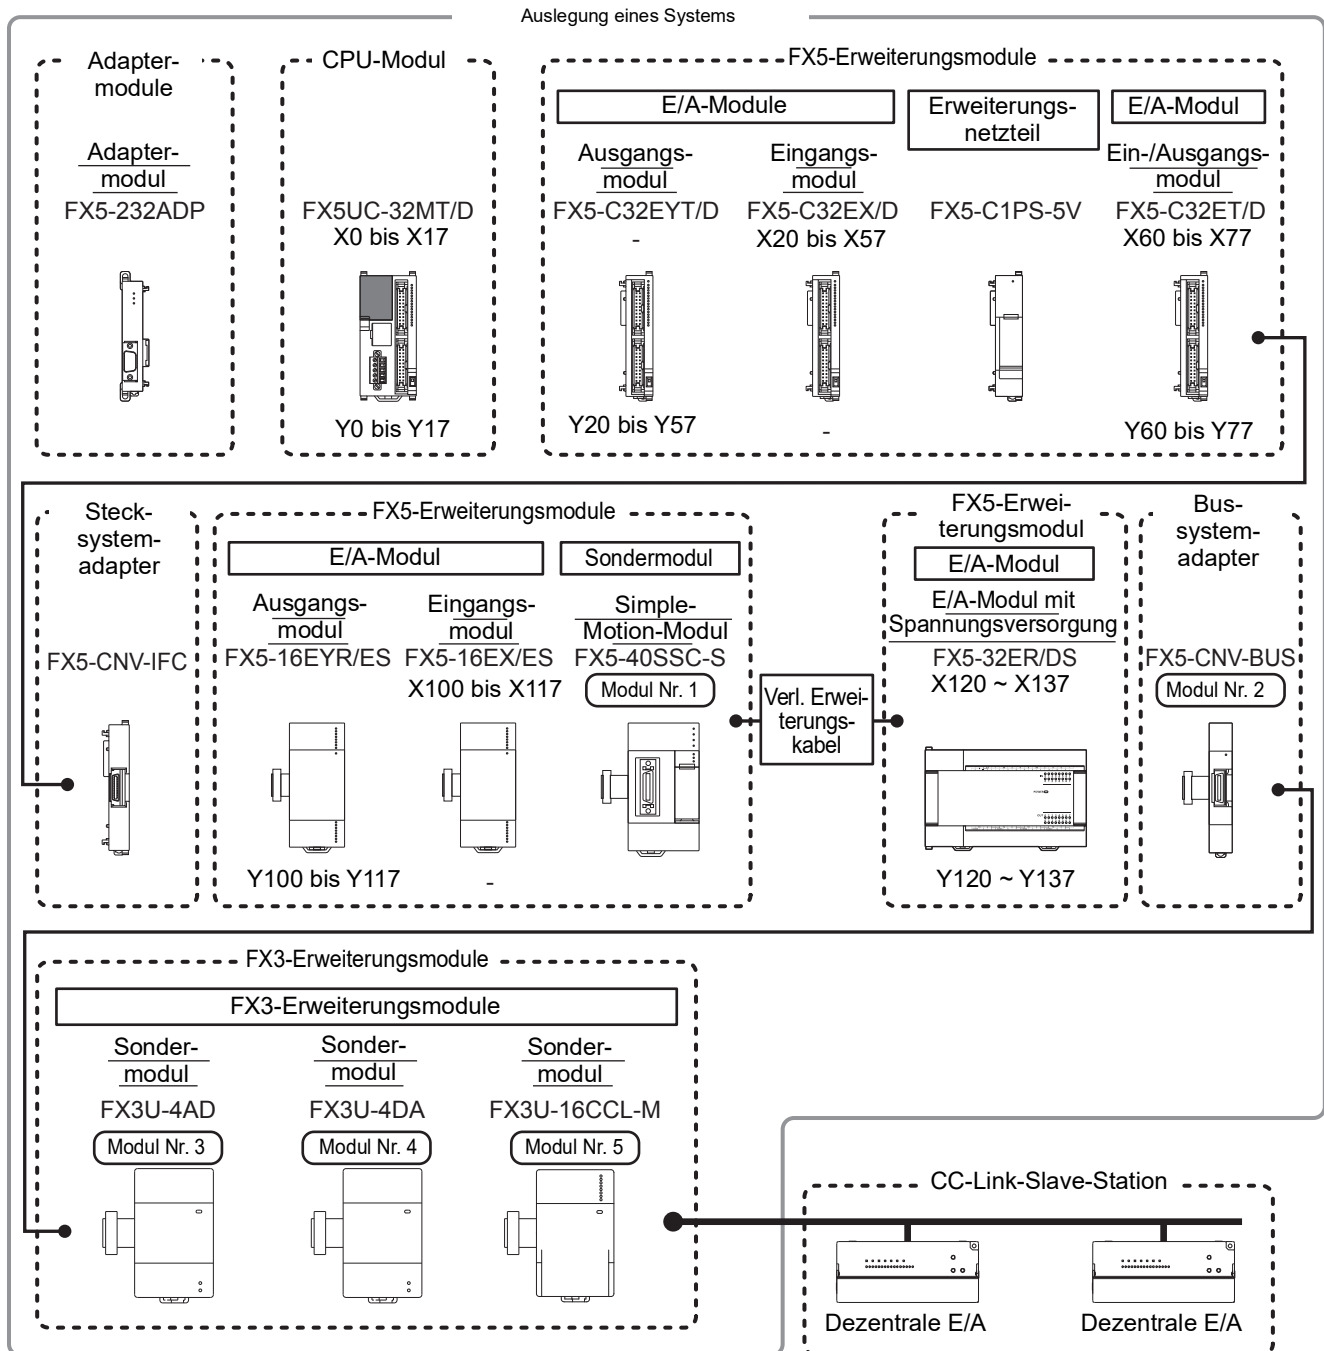 Auslegung eines Systems
Adapter-
module
Adapter-
modul
FX5-232ADP
CPU-Modul
FX5UC-32MT/D
X0 bis X17
Y0 bis Y17
FX5-Erweiterungsmodule
E/A-Module
Ausgangs-
modul
FX5-C32EYT/D
-
Y20 bis Y57
Eingangs-
modul
FX5-C32EX/D
X20 bis X57
-
Erweiterungs-
netzteil
FX5-C1PS-5V
E/A-Modul
Ein-/Ausgangs-
modul
FX5-C32ET/D
X60 bis X77
Y60 bis Y77
Steck-
system-
adapter
FX5-CNV-IFC
FX5-Erweiterungsmodule
E/A-Modul
Ausgangs-
modul
FX5-16EYR/ES
Y100 bis Y117
Eingangs-
modul
FX5-16EX/ES
X100 bis X117
-
Sondermodul
Simple-
Motion-Modul
FX5-40SSC-S
Modul Nr. 1
Verl. Erwei-
terungs-
kabel
FX5-Erwei-
terungsmodul
E/A-Modul
E/A-Modul mit
Spannungsversorgung
FX5-32ER/DS
X120 ~ X137
Y120 ~ Y137
Bus-
system-
adapter
FX5-CNV-BUS
Modul Nr. 2
FX3-Erweiterungsmodule
FX3-Erweiterungsmodule
Sonder-
modul
FX3U-4AD
Modul Nr. 3
Sonder-
modul
FX3U-4DA
Modul Nr. 4
Sonder-
modul
FX3U-16CCL-M
Modul Nr. 5
CC-Link-Slave-Station
Dezentrale E/A
Dezentrale E/A